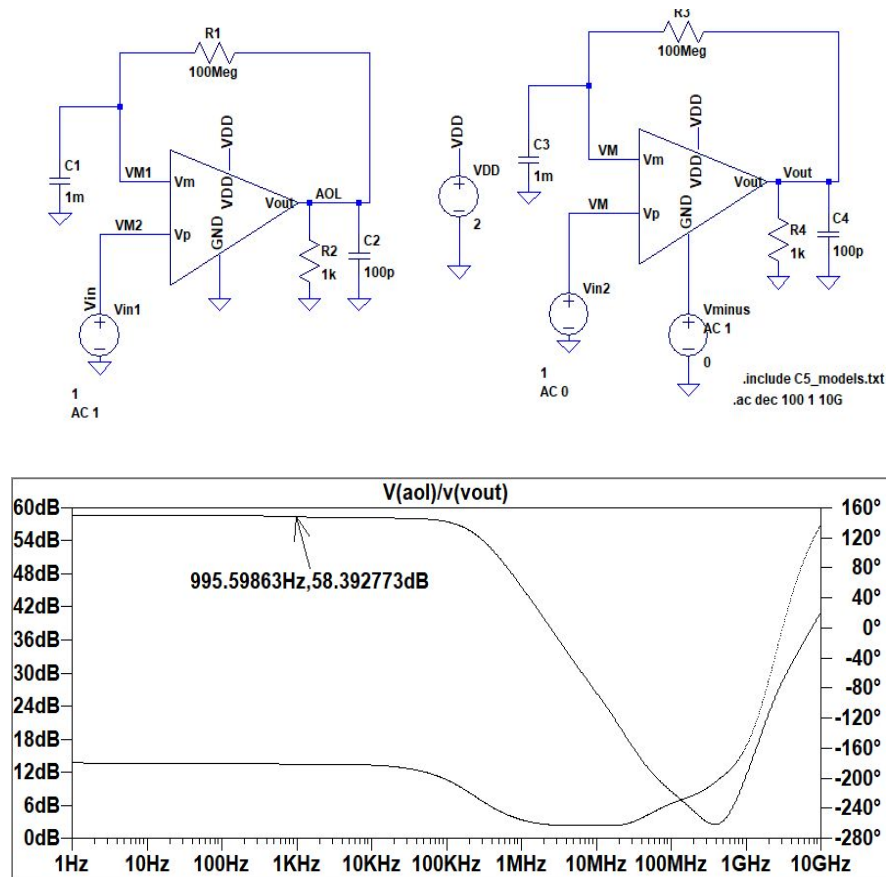 R1
100Meg
C1
1m
VM1
Vm
VDD
VDD
Vout
AOL
VM2
Vp
GND
R2
1k
C2
100p
Vin
Vin1
1
AC 1
VDD
VDD
2
R3
100Meg
C3
1m
VM
Vm
VDD
VDD
Vout
Vout
VM
Vp
GND
R4
1k
C4
100p
Vin2
1
AC 0
Vminus
AC 1
0
.include C5_models.txt
.ac dec 100 1 10G
V(aol)/v(vout)
60dB
54dB
48dB
42dB
36dB
30dB
24dB
18dB
12dB
6dB
0dB
995.59863Hz,58.392773dB
160°
120°
80°
40°
0°
-40°
-80°
-120°
-160°
-200°
-240°
-280°
1Hz
10Hz
100Hz
1KHz
10KHz
100KHz
1MHz
10MHz
100MHz
1GHz
10GHz